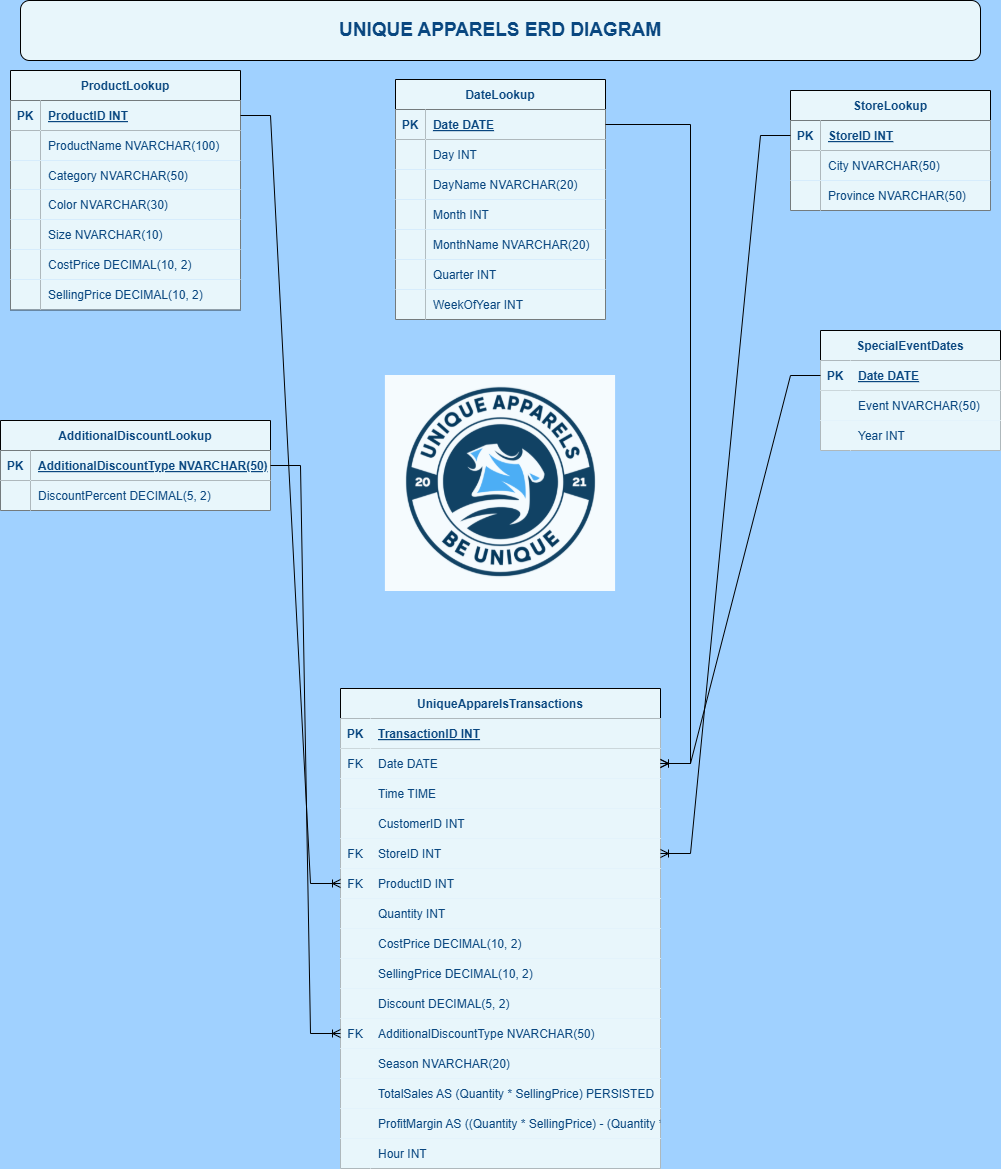 UNIQUE APPARELS ERD DIAGRAM
ProductLookup
PK ProductID INT
ProductName NVARCHAR(100)
Category NVARCHAR(50)
Color NVARCHAR(30)
Size NVARCHAR(10)
CostPrice DECIMAL(10, 2)
SellingPrice DECIMAL(10, 2)
DateLookup
PK Date DATE
Day INT
DayName NVARCHAR(20)
Month INT
MonthName NVARCHAR(20)
Quarter INT
WeekOfYear INT
StoreLookup
PK StoreID INT
City NVARCHAR(50)
Province NVARCHAR(50)
SpecialEventDates
PK Date DATE
Event NVARCHAR(50)
Year INT
AdditionalDiscountLookup
PK AdditionalDiscountType NVARCHAR(50)
DiscountPercent DECIMAL(5, 2)
UNIQUE APPARELS
20 21
BE UNIQUE
UniqueApparelsTransactions
PK TransactionID INT
FK Date DATE
Time TIME
CustomerID INT
FK StoreID INT
FK ProductID INT
Quantity INT
CostPrice DECIMAL(10, 2)
SellingPrice DECIMAL(10, 2)
Discount DECIMAL(5, 2)
FK AdditionalDiscountType NVARCHAR(50)
Season NVARCHAR(20)
TotalSales AS (Quantity * SellingPrice) PERSISTED
ProfitMargin AS ((Quantity * SellingPrice) - (Quantity *
Hour INT